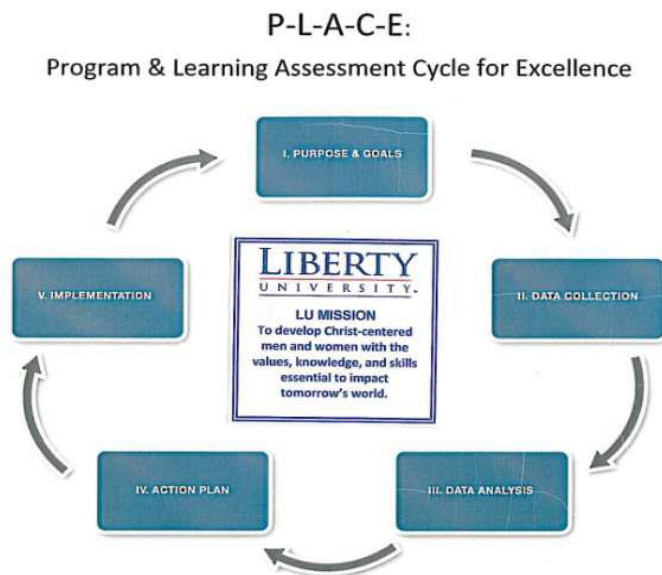 P-L-A-C-E:
Program & Learning Assessment Cycle for Excellence
I. PURPOSE & GOALS
V. IMPLEMENTATION
II. DATA COLLECTION
LIBERTY
UNIVERSITY.
LU MISSION
To develop Christ-centered
men and women with the
values, knowledge, and skills
essential to impact
tomorrow's world.
IV. ACTION PLAN
III. DATA ANALYSIS